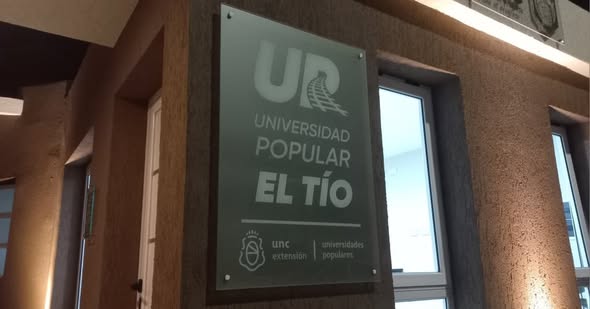 UP
UNIVERSIDAD
POPULAR
EL TÍO
unc
extensión
universidades
populares